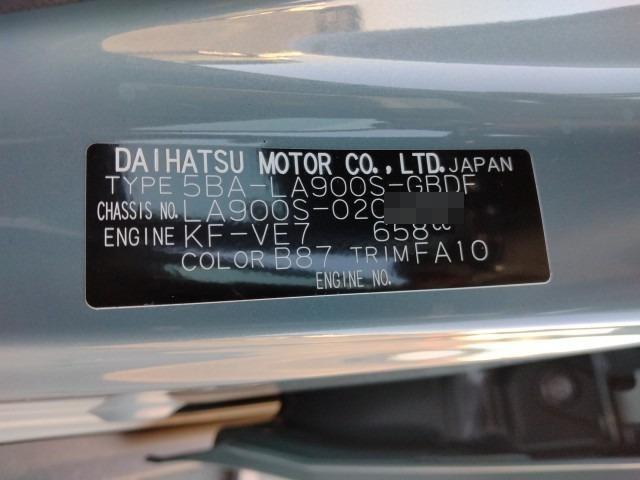 DAIHATSU MOTOR CO., LTD. JAPAN
TYPE 5BA-LA900S-GBDF
CHASSIS NO. LA900S-020
ENGINE KF-VE7 658cc
COLOR B87 TRIM FA10
ENGINE NO.